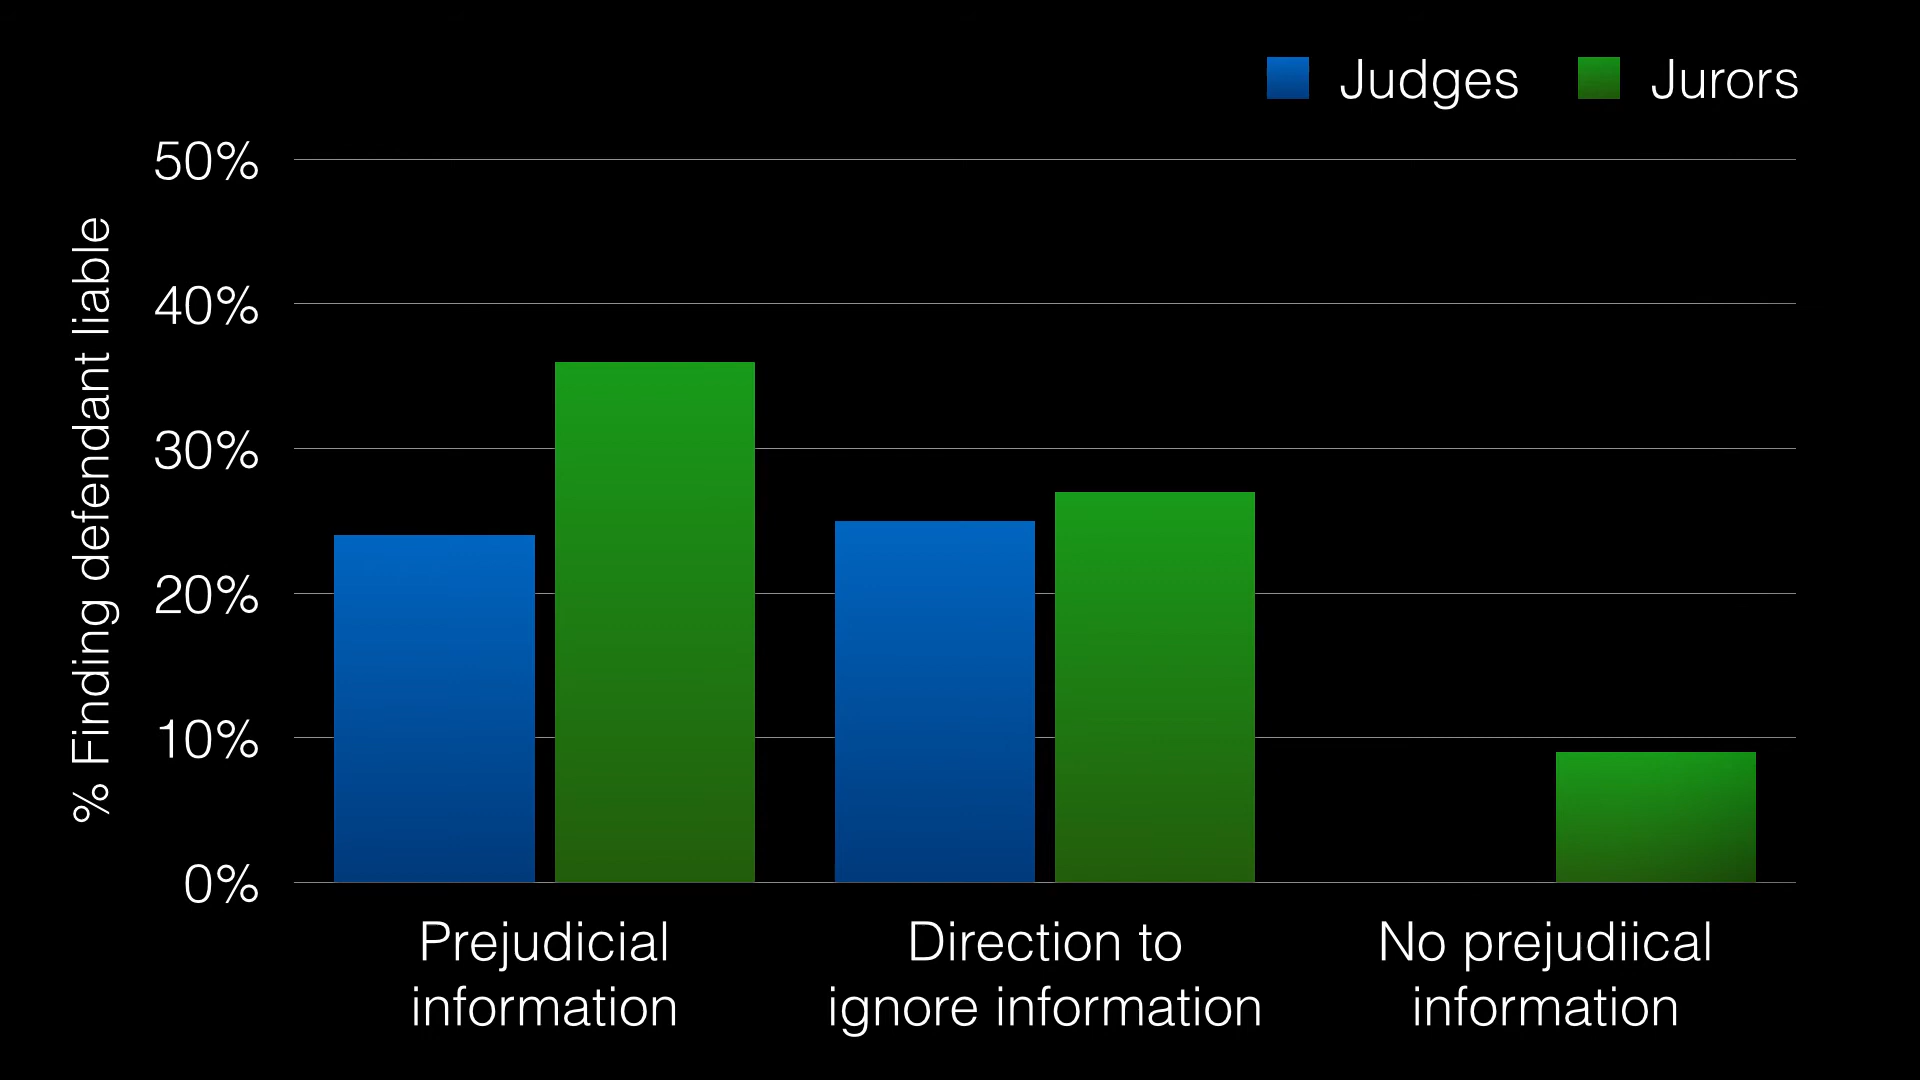 Judges Jurors
50%
40%
30%
20%
10%
0%
% Finding defendant liable
Prejudicial
information
Direction to
ignore information
No prejudiical
information